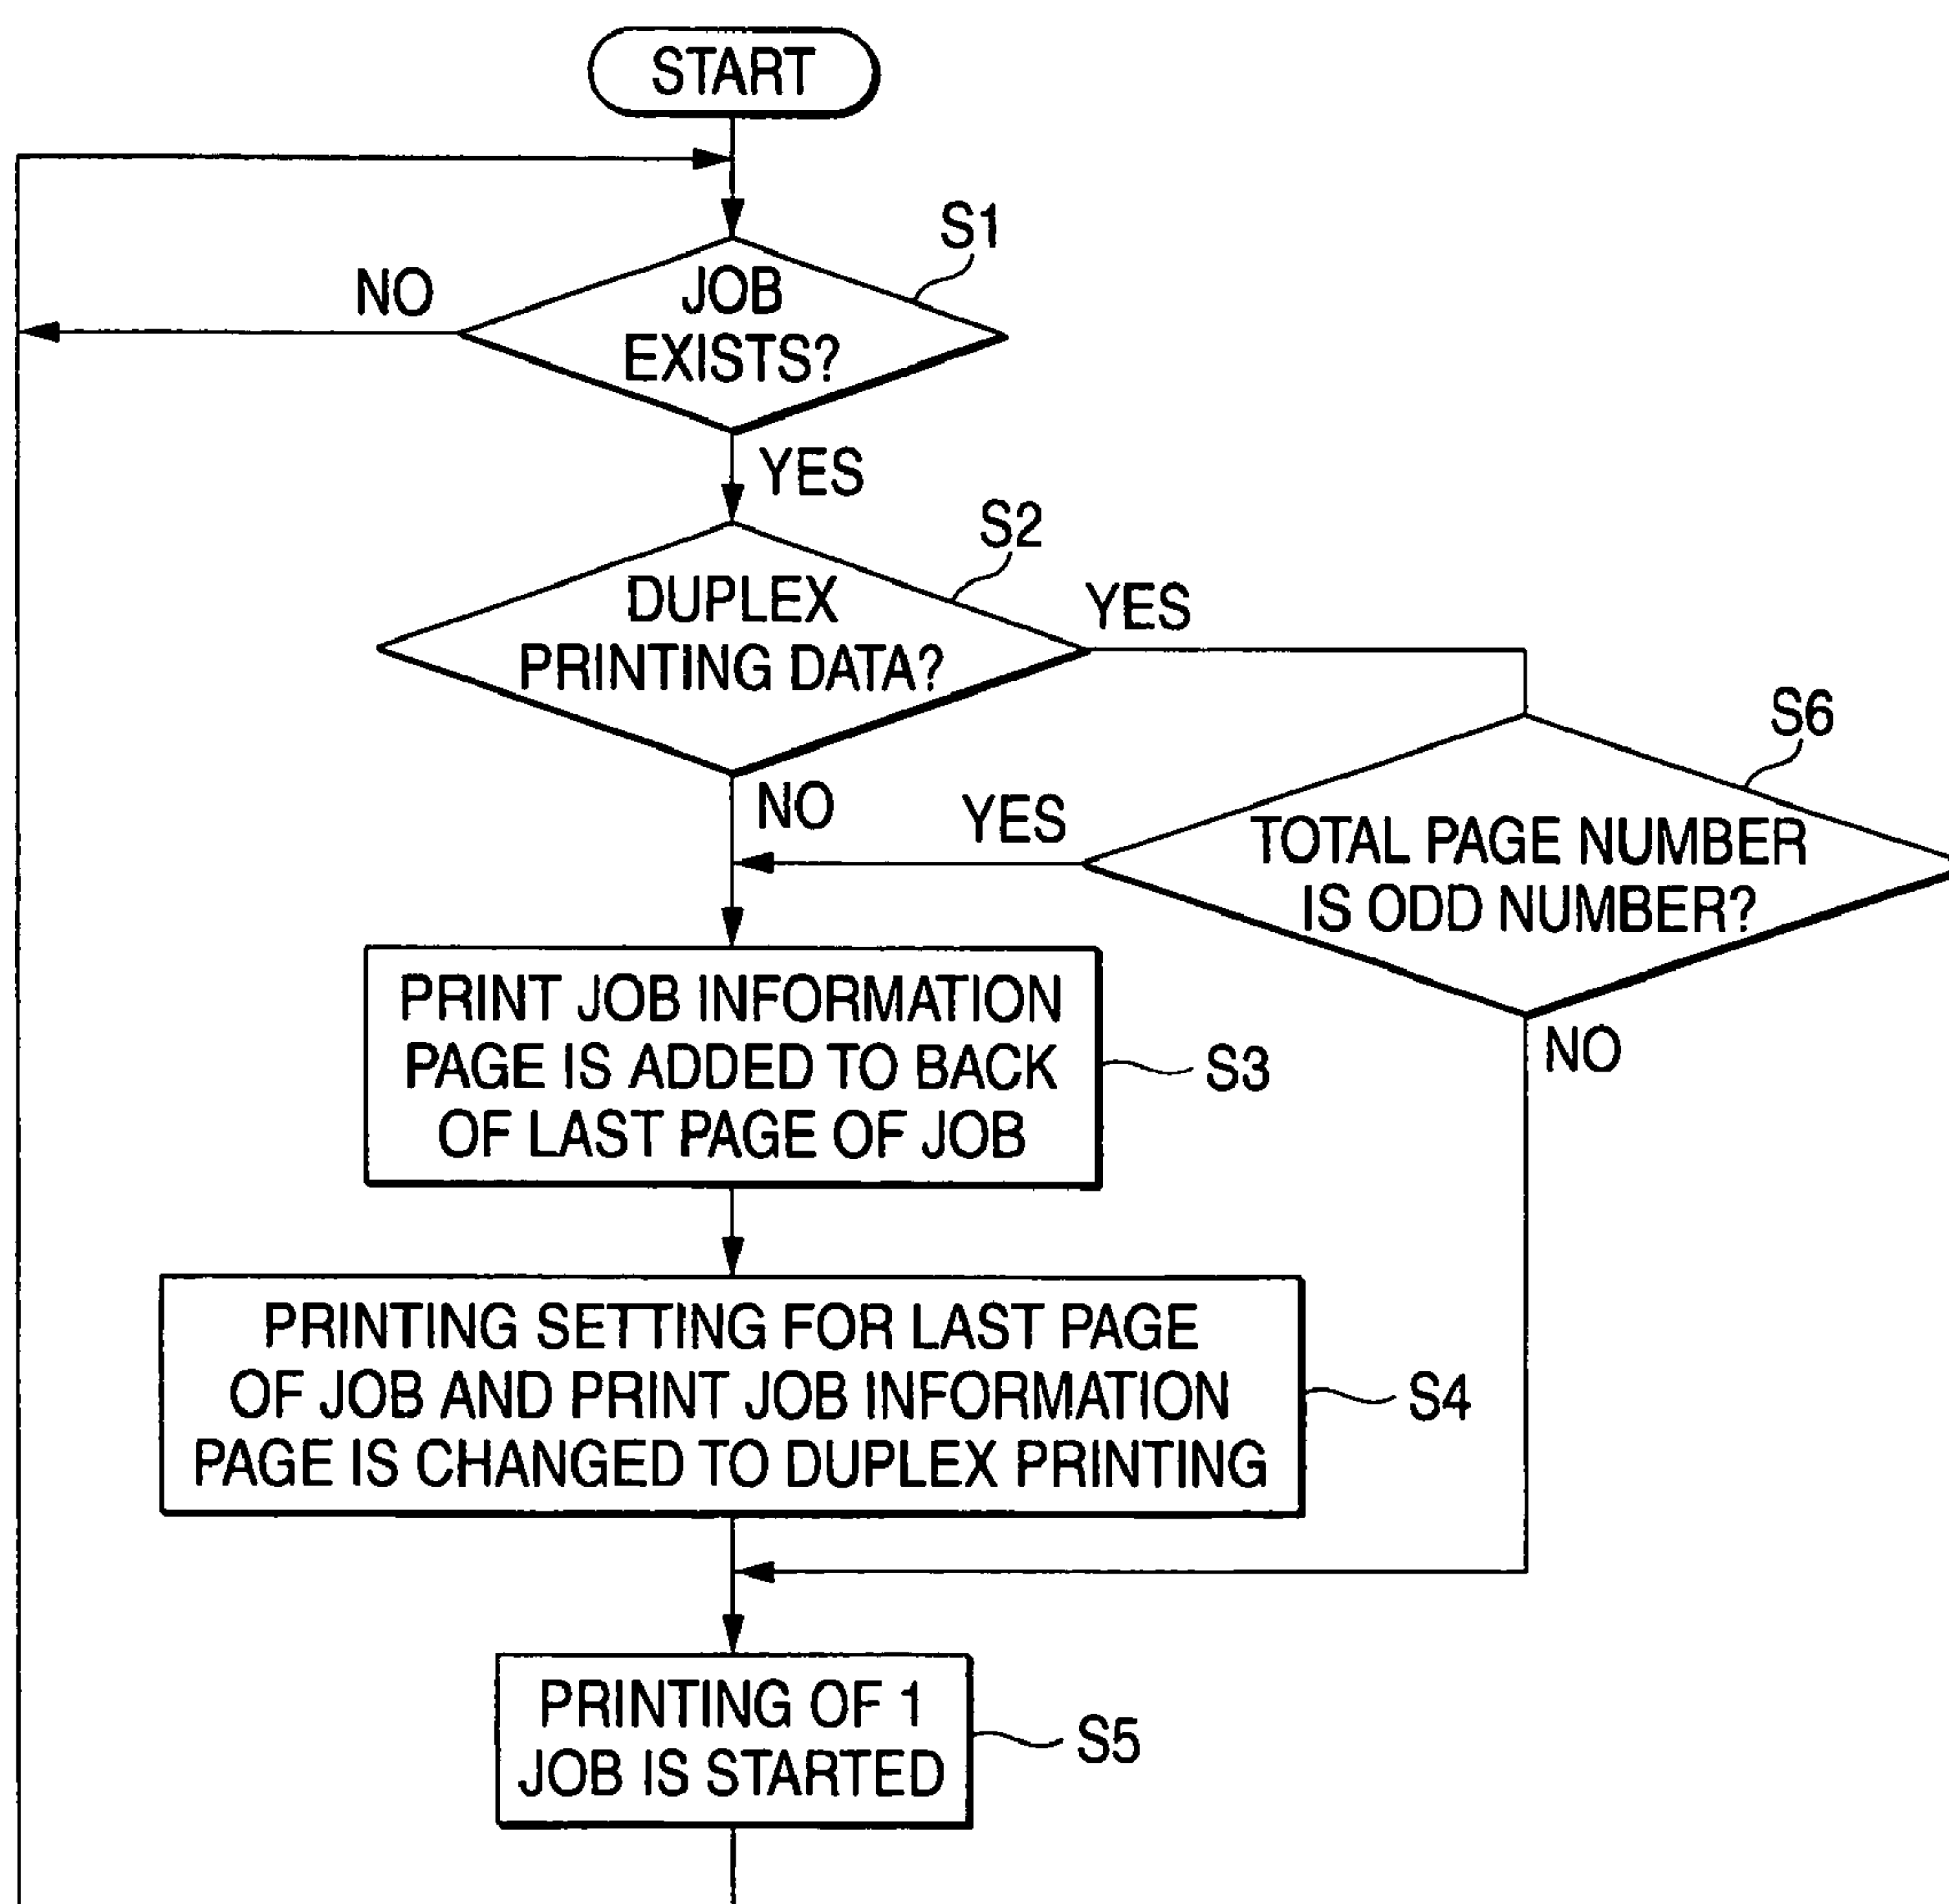 START
S1
NO
JOB
EXISTS?
YES
S2
DUPLEX
PRINTING DATA?
YES
S6
NO
YES
TOTAL PAGE NUMBER
IS ODD NUMBER?
NO
PRINT JOB INFORMATION
PAGE IS ADDED TO BACK
OF LAST PAGE OF JOB
S3
PRINTING SETTING FOR LAST PAGE
OF JOB AND PRINT JOB INFORMATION
PAGE IS CHANGED TO DUPLEX PRINTING
S4
PRINTING OF 1
JOB IS STARTED
S5